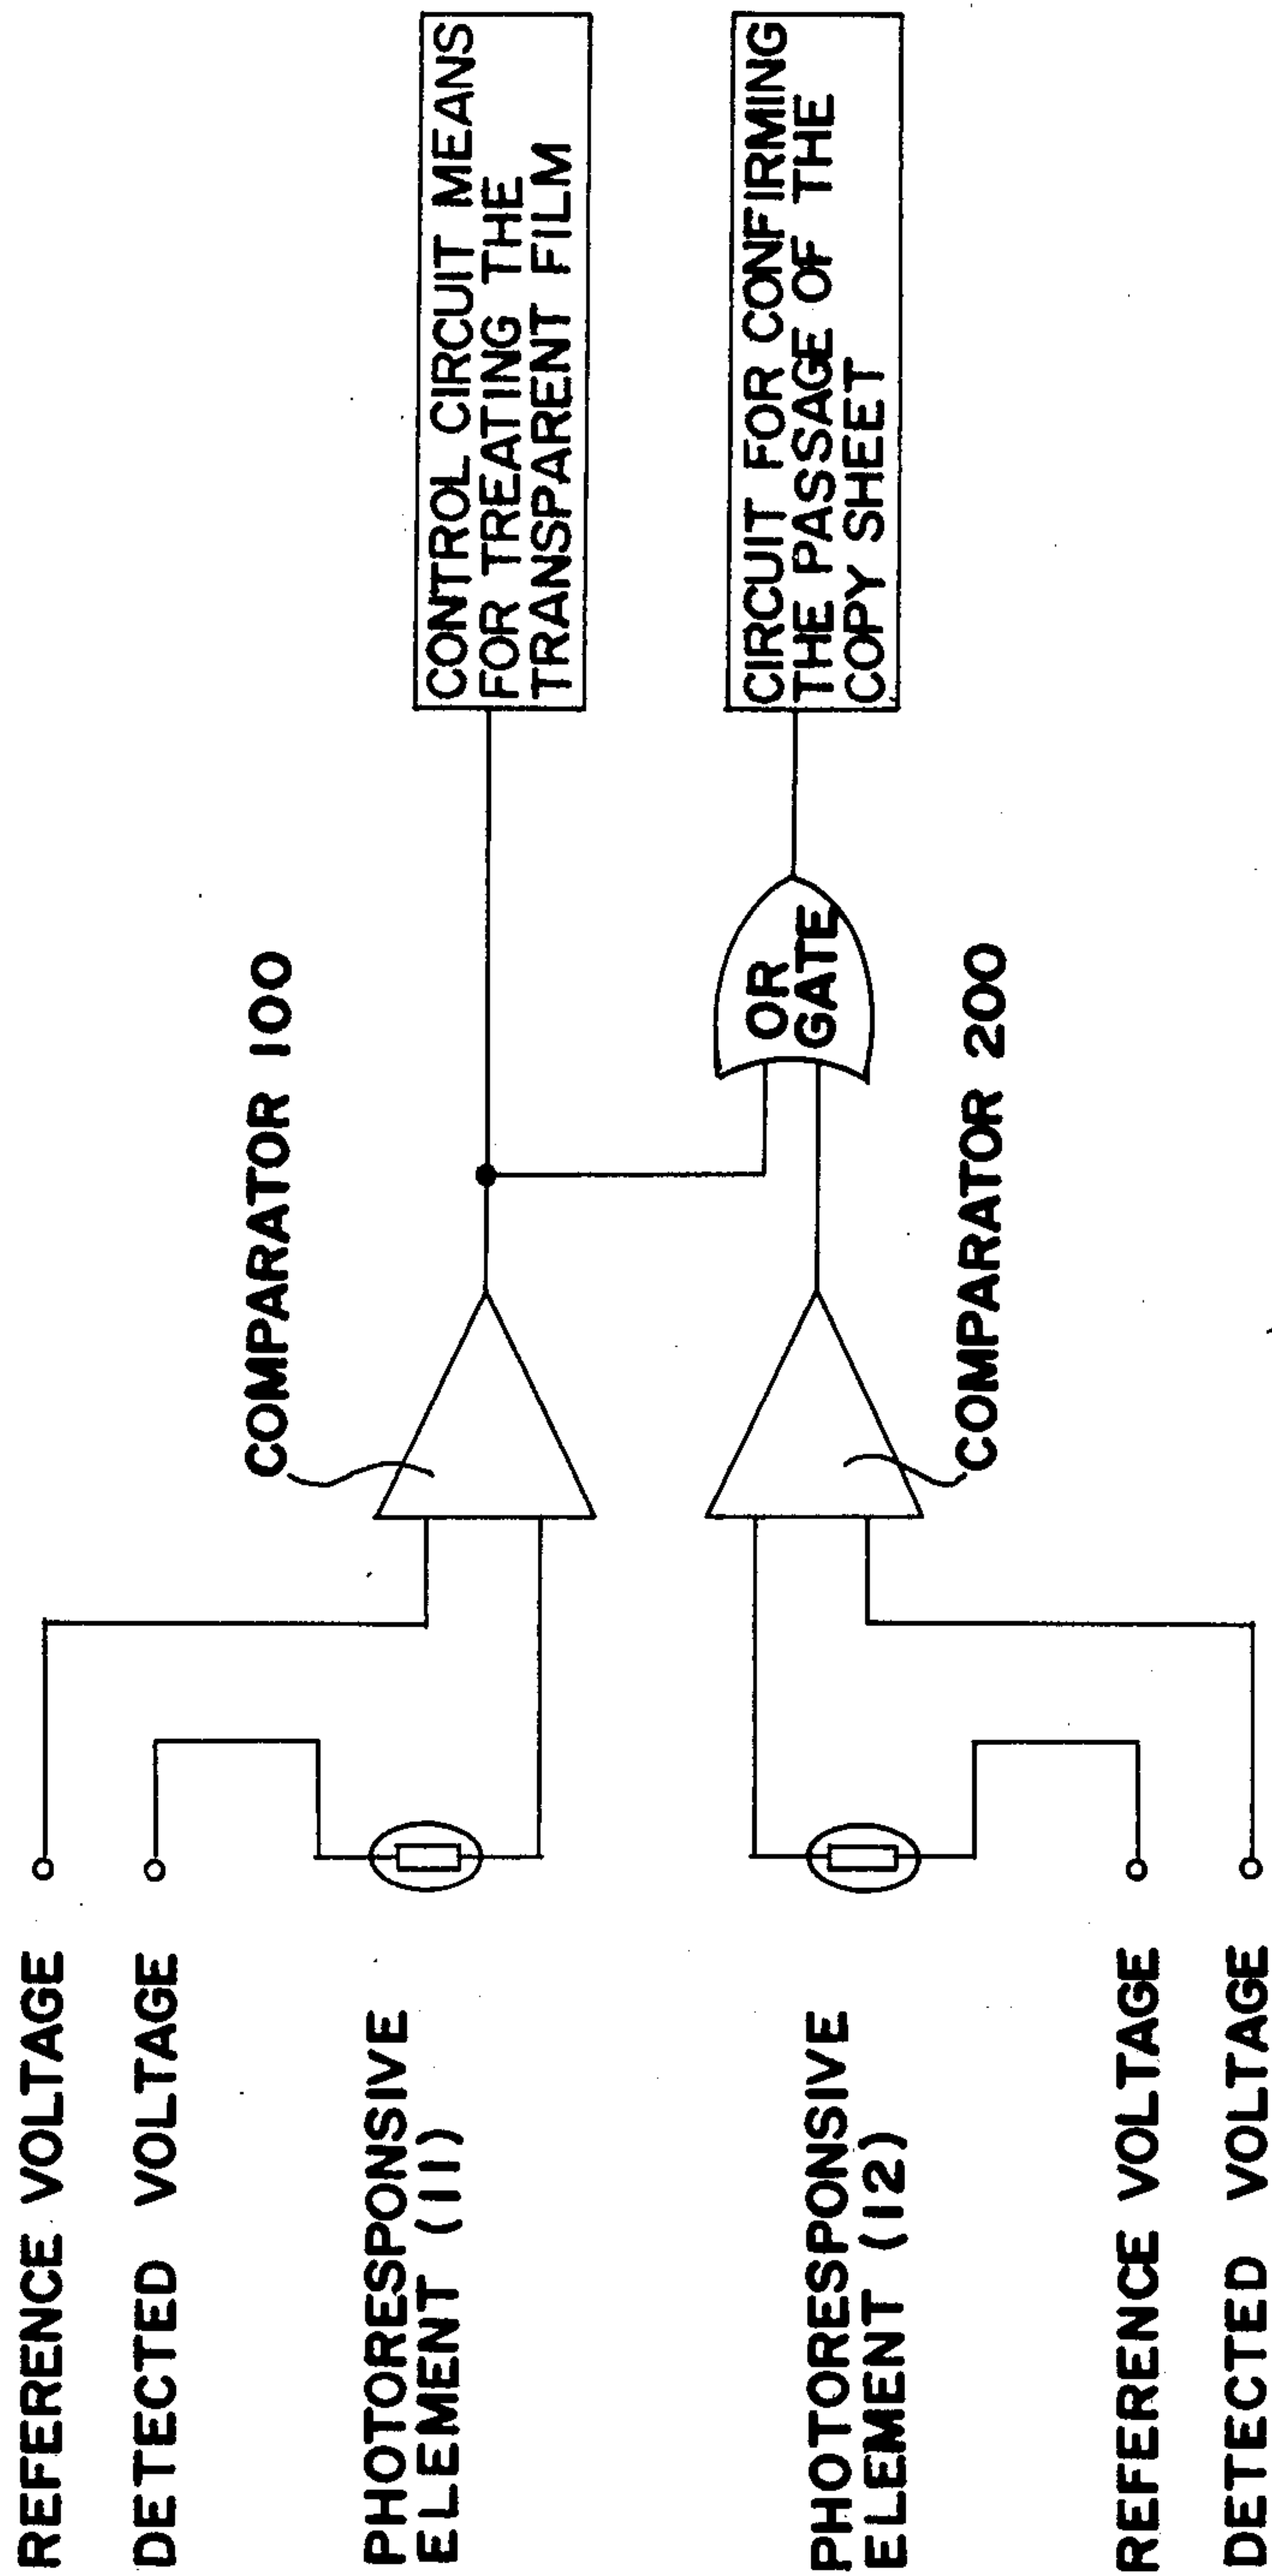 REFERENCE VOLTAGE
DETECTED VOLTAGE
PHOTORESPONSIVE
ELEMENT (11)
COMPARATOR 100
CONTROL CIRCUIT MEANS
FOR TREATING THE
TRANSPARENT FILM
OR
GATE
CIRCUIT FOR CONFIRMING
THE PASSAGE OF THE
COPY SHEET
PHOTORESPONSIVE
ELEMENT (12)
COMPARATOR 200
REFERENCE VOLTAGE
DETECTED VOLTAGE